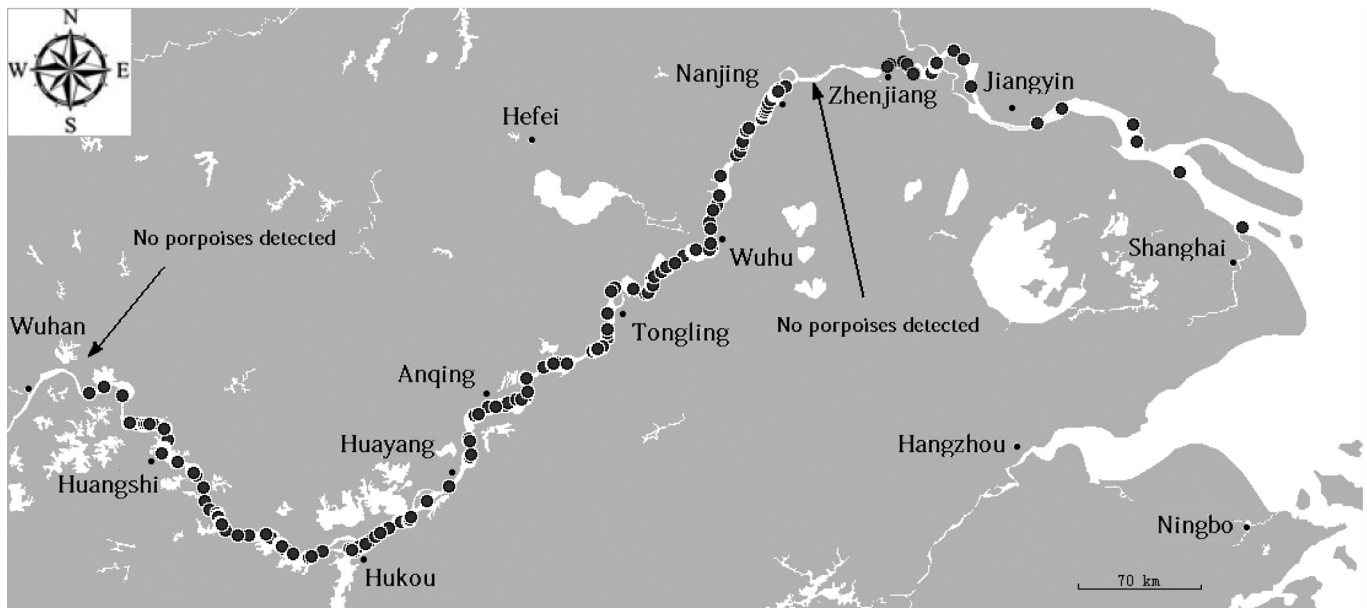 N
W E
S
Nanjing
Zhenjiang
Jiangyin
Hefei
No porpoises detected
Wuhu
Shanghai
Wuhan
No porpoises detected
Tongling
Anqing
Huayang
Hangzhou
Huangshi
Ningbo
Hukou
70 km